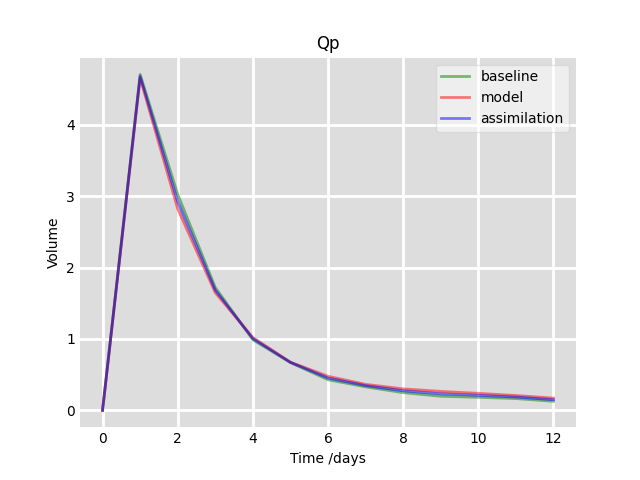 Qp
baseline
model
assimilation
4
3
2
1
0
Volume
0 2 4 6 8 10 12
Time /days